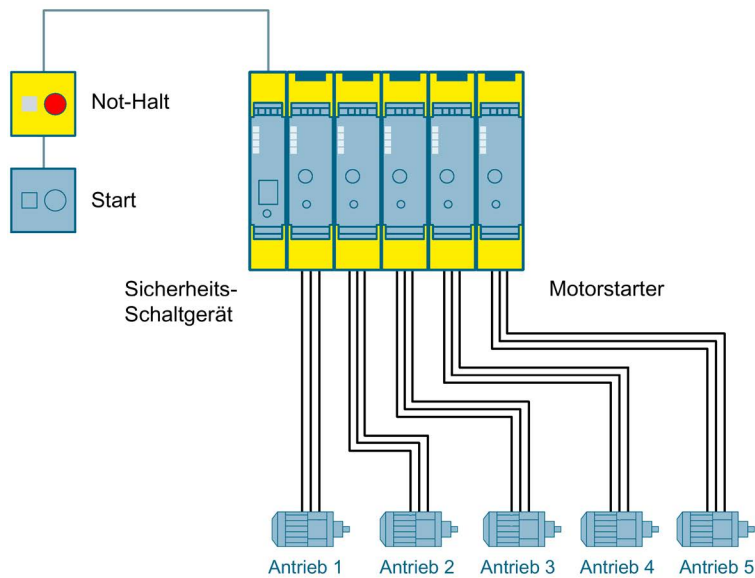 Not-Halt
Start
Sicherheits-
Schaltgerät
Motorstarter
Antrieb 1
Antrieb 2
Antrieb 3
Antrieb 4
Antrieb 5